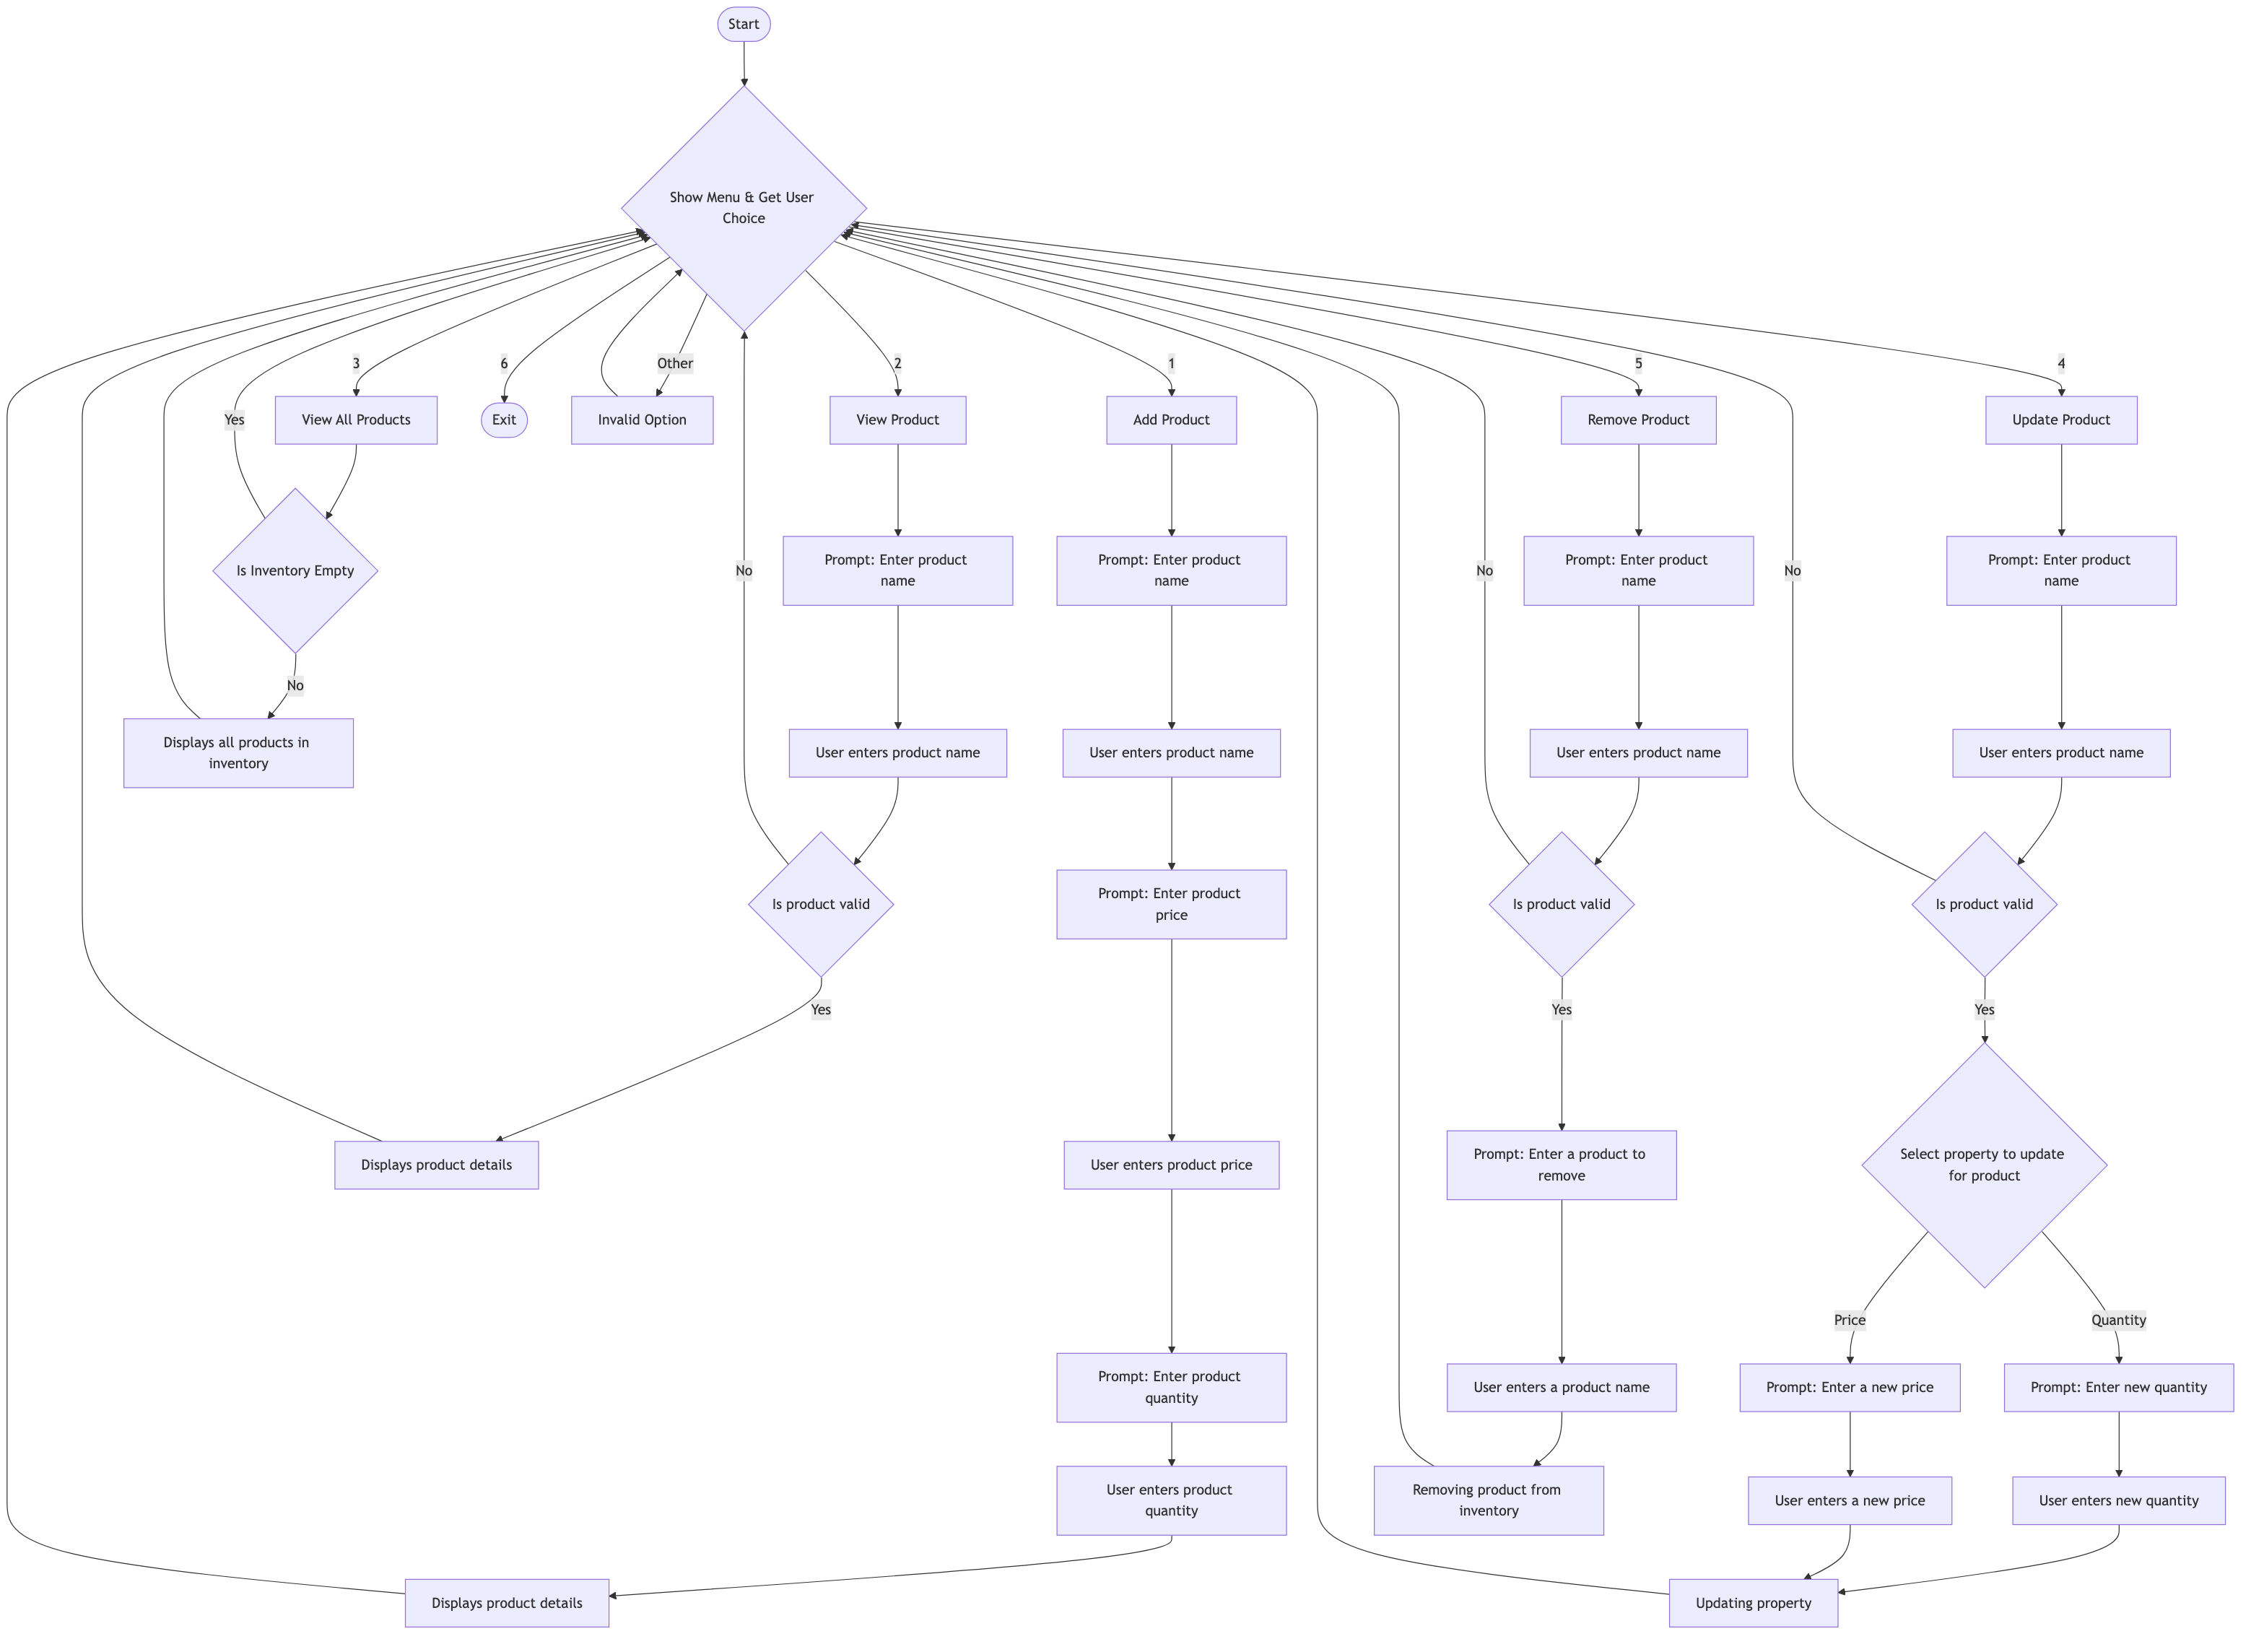 Start
Show Menu & Get User
Choice
3
6
Other
2
1
5
4
Yes
View All Products
Exit
Invalid Option
View Product
Add Product
Remove Product
Update Product
Is Inventory Empty
No
Prompt: Enter product
name
Prompt: Enter product
name
No
Prompt: Enter product
name
No
Prompt: Enter product
name
No
Displays all products in
inventory
User enters product name
User enters product name
User enters product name
User enters product name
Is product valid
Prompt: Enter product
price
Is product valid
Is product valid
Yes
Yes
Yes
Displays product details
User enters product price
Prompt: Enter a product to
remove
Select property to update
for product
Price
Quantity
Prompt: Enter product
quantity
User enters a product name
Prompt: Enter a new price
Prompt: Enter new quantity
User enters product
quantity
Removing product from
inventory
User enters a new price
User enters new quantity
Displays product details
Updating property